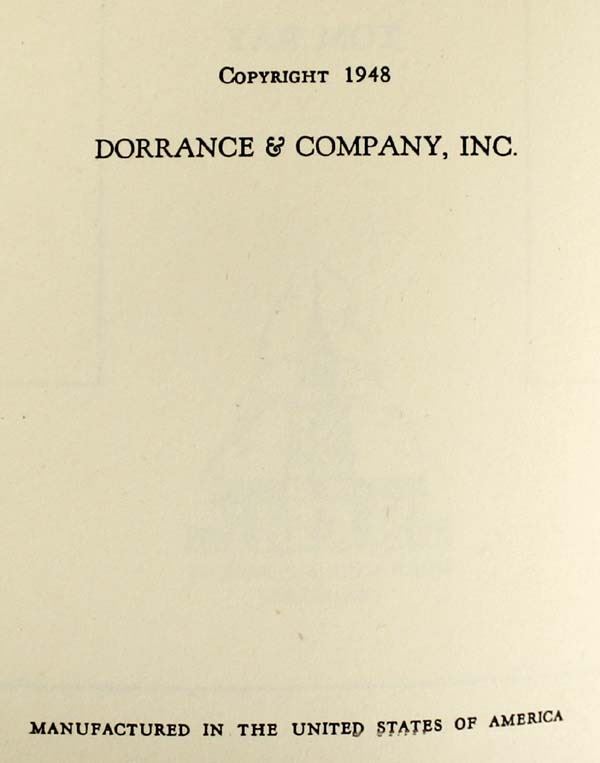 COPYRIGHT 1948
DORRANCE & COMPANY, INC.
MANUFACTURED IN THE UNITED STATES OF AMERICA